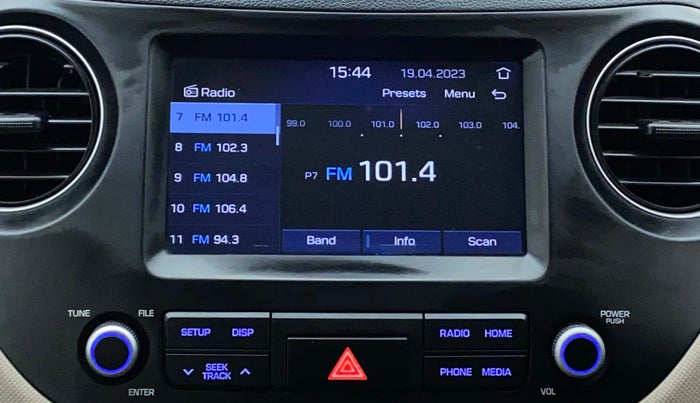 15:44 19.04.2023
Radio Presets Menu
7 FM 101.4
8 FM 102.3
9 FM 104.8
10 FM 106.4
11 FM 94.3
99.0 100.0 101.0 102.0 103.0 104.
P7 FM 101.4
Band Info Scan
TUNE FILE
ENTER
SETUP DISP
SEEK
TRACK
RADIO HOME
PHONE MEDIA
POWER
PUSH
VOL